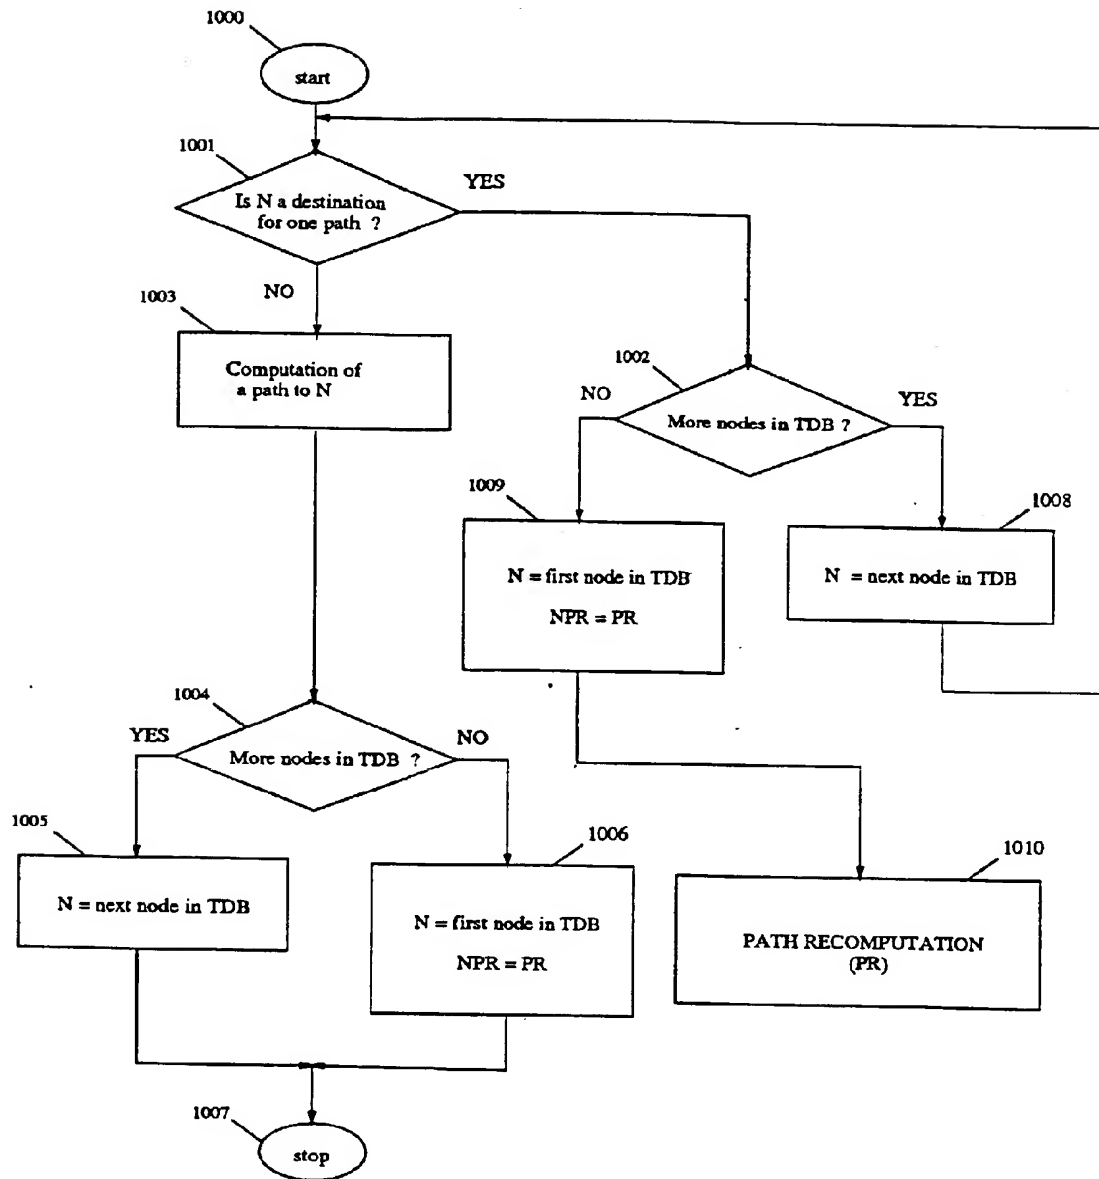 1000
start
1001
YES
Is N a destination
for one path ?
NO
1003
Computation of
a path to N
1002
NO
YES
More nodes in TDB ?
1009
1008
N = first node in TDB
NPR = PR
N = next node in TDB
1004
YES
NO
More nodes in TDB ?
1005
1006
1010
N = next node in TDB
N = first node in TDB
NPR = PR
PATH RECOMPUTATION
(PR)
1007
stop